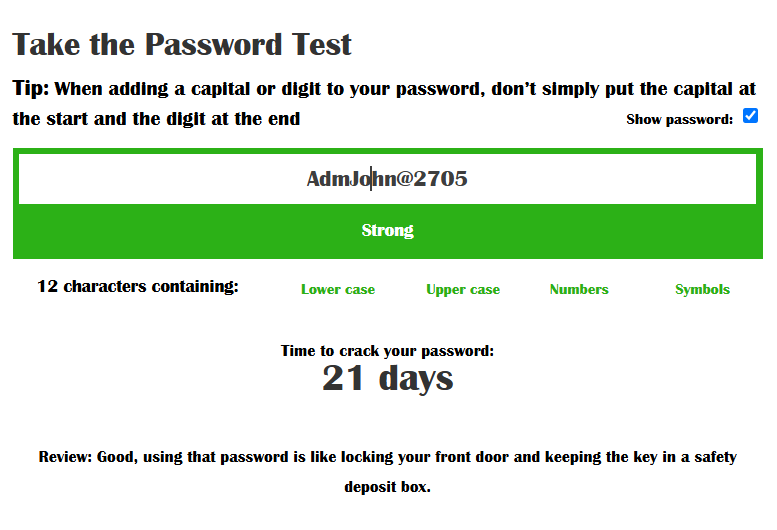 Take the Password Test
Tip: When adding a capital or digit to your password, don’t simply put the capital at
the start and the digit at the end
Show password:
AdmJohn@2705
Strong
12 characters containing: Lower case Upper case Numbers Symbols
Time to crack your password:
21 days
Review: Good, using that password is like locking your front door and keeping the key in a safety
deposit box.